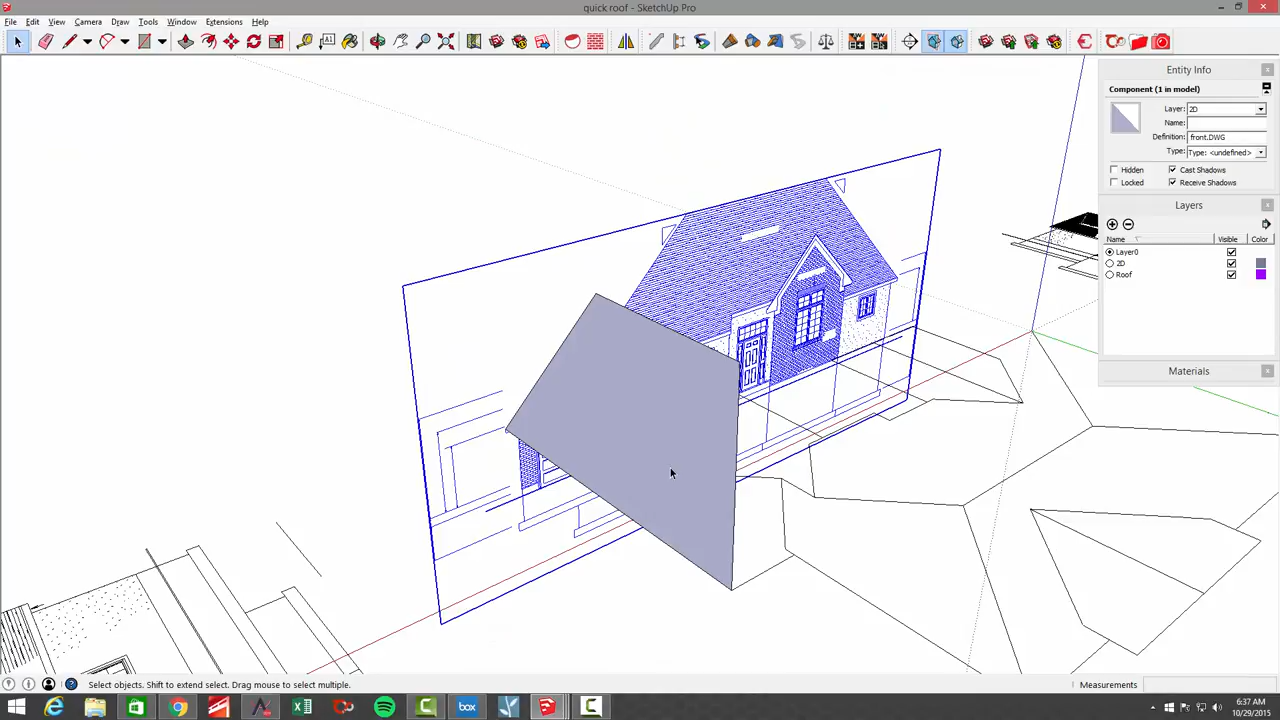 quick roof - SketchUp Pro
File Edit View Camera Draw Tools Window Extensions Help
Entity Info
Component (1 in model)
Layer: 2D
Name:
Definition: front.DWG
Type: Type: <undefined>
Hidden Cast Shadows
Locked Receive Shadows
Layers
Name Visible Color
Layer0
2D
Roof
Materials
Select objects. Shift to extend select. Drag mouse to select multiple.
Measurements
box
6:37 AM
10/29/2015